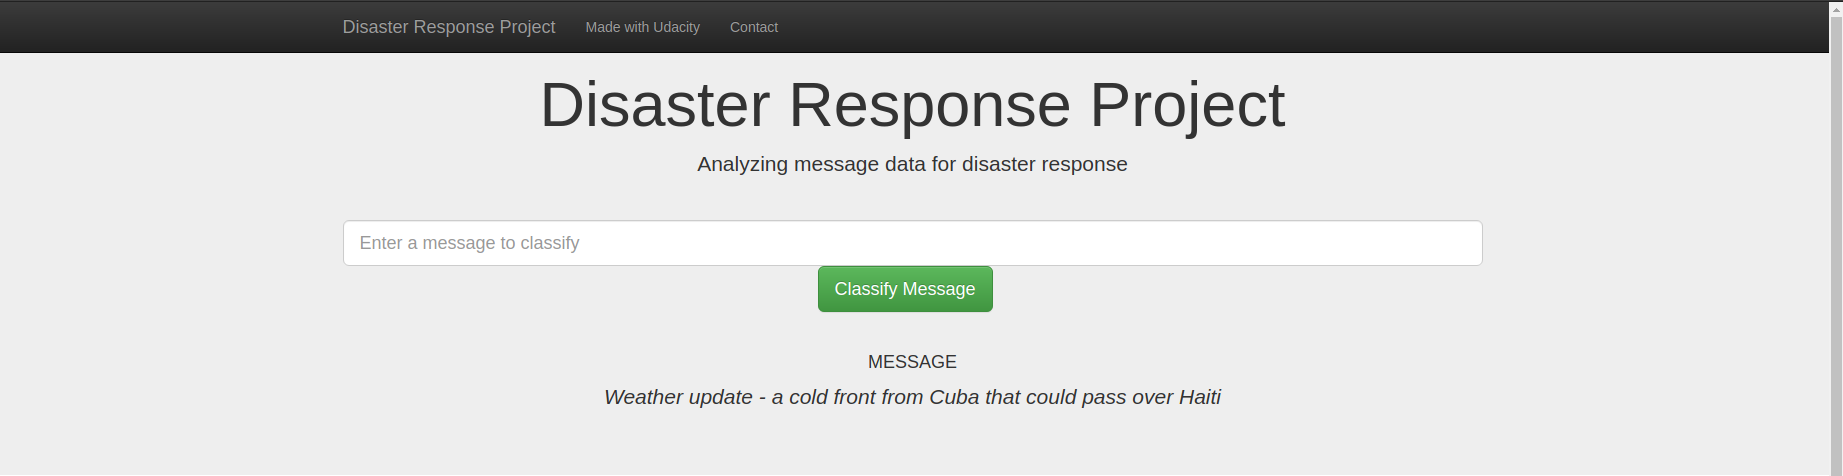 Disaster Response Project Made with Udacity Contact
Disaster Response Project
Analyzing message data for disaster response
Enter a message to classify
Classify Message
MESSAGE
Weather update - a cold front from Cuba that could pass over Haiti